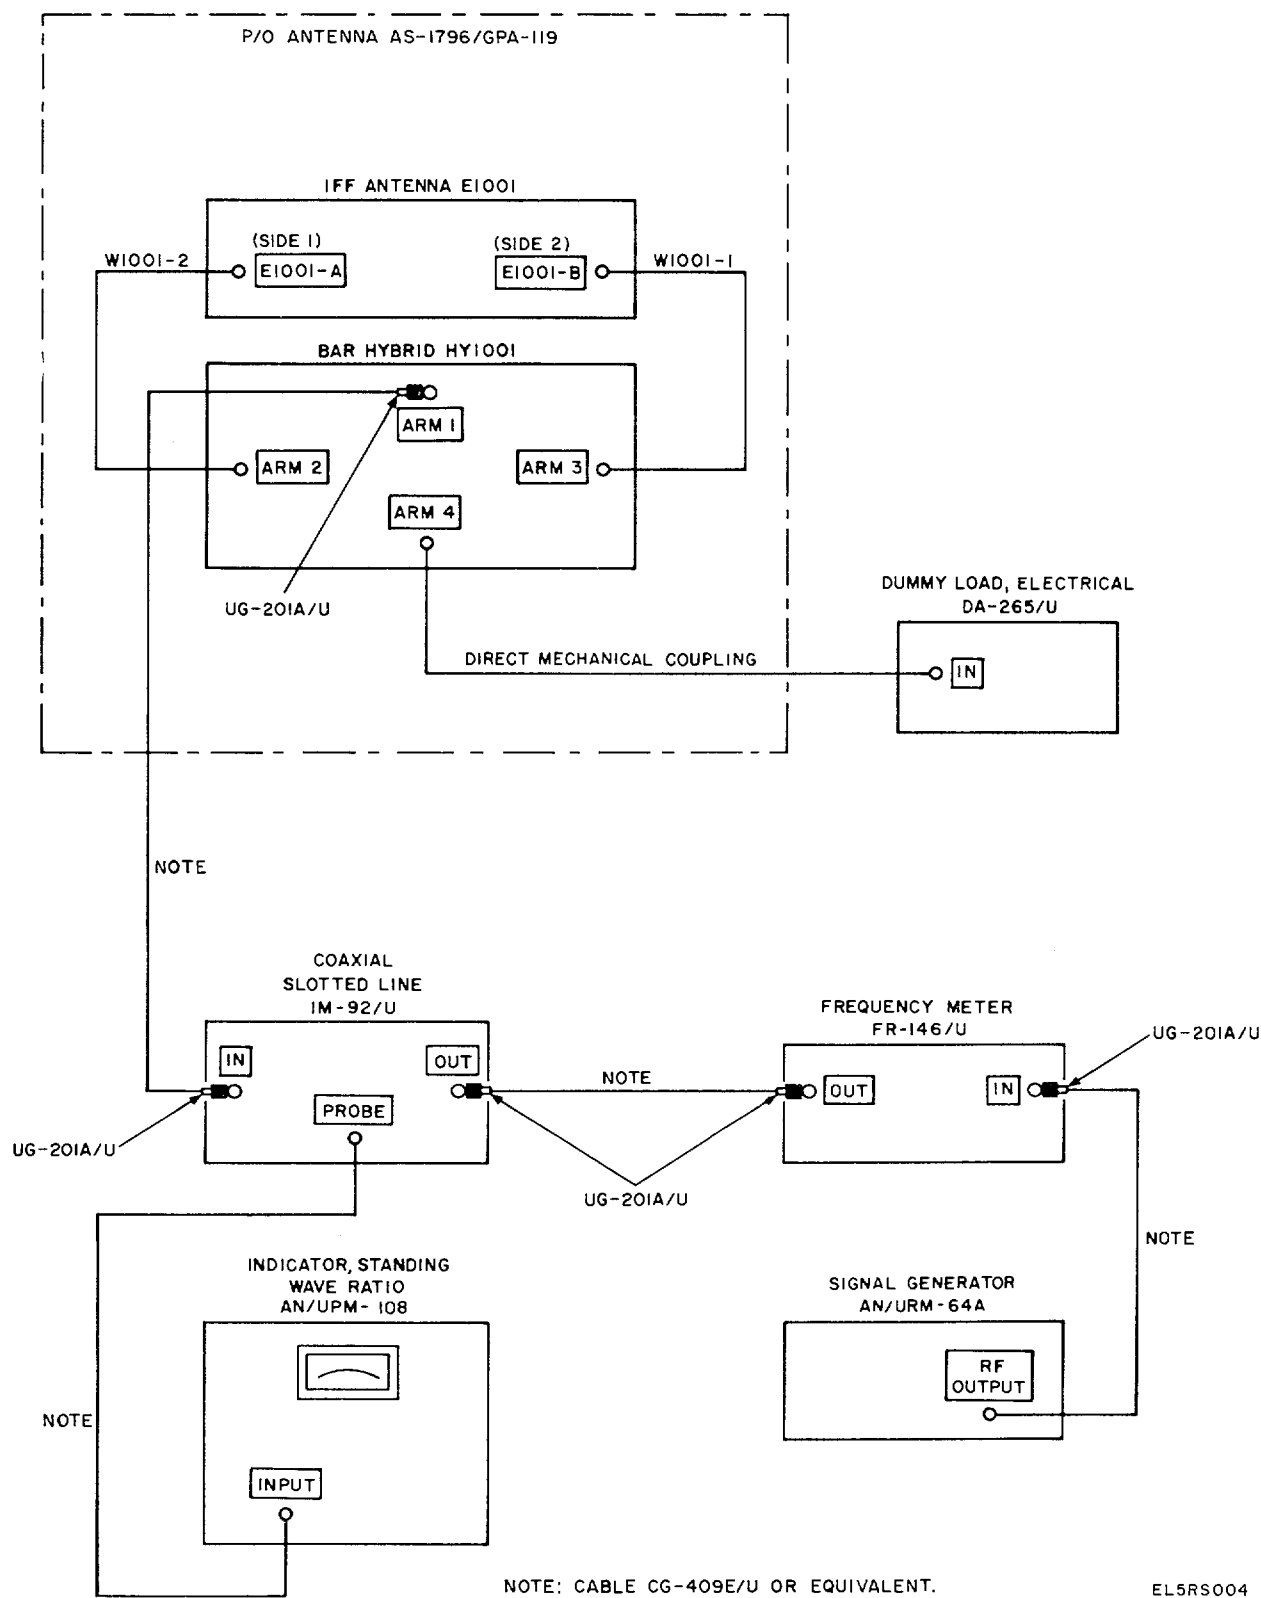 P/O ANTENNA AS-1796/GPA-119
IFF ANTENNA E1001
(SIDE 1)
(SIDE 2)
W1001-2
E1001-A
E1001-B
W1001-1
BAR HYBRID HY1001
ARM 1
ARM 2
ARM 3
ARM 4
UG-201A/U
DUMMY LOAD, ELECTRICAL
DA-265/U
DIRECT MECHANICAL COUPLING
IN
NOTE
COAXIAL
SLOTTED LINE
IM-92/U
FREQUENCY METER
FR-146/U
UG-201A/U
IN
OUT
NOTE
OUT
IN
PROBE
UG-201A/U
UG-201A/U
NOTE
INDICATOR, STANDING
WAVE RATIO
AN/UPM-108
SIGNAL GENERATOR
AN/URM-64A
RF
OUTPUT
NOTE
INPUT
NOTE: CABLE CG-409E/U OR EQUIVALENT.
EL5RS004